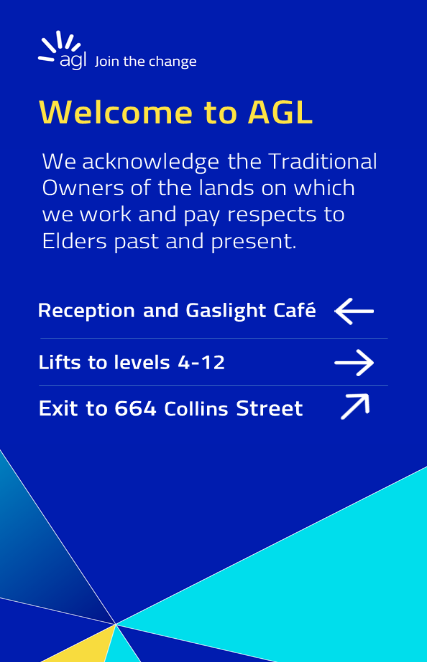 agl Join the change
Welcome to AGL
We acknowledge the Traditional
Owners of the lands on which
we work and pay respects to
Elders past and present.
Reception and Gaslight Café
Lifts to levels 4-12
Exit to 664 Collins Street